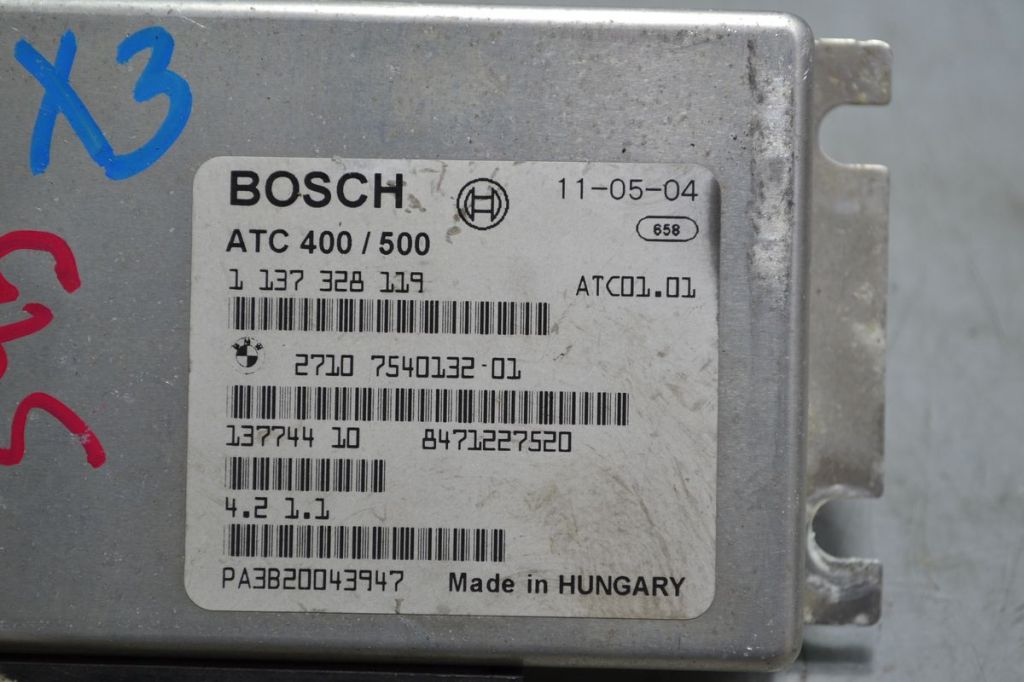 X3
BOSCH 11-05-04
658
ATC 400 / 500
1 137 328 119 ATC01.01
2710 7540132-01
137744 10 8471227520
4.2 1.1
PA3B20043947 Made in HUNGARY